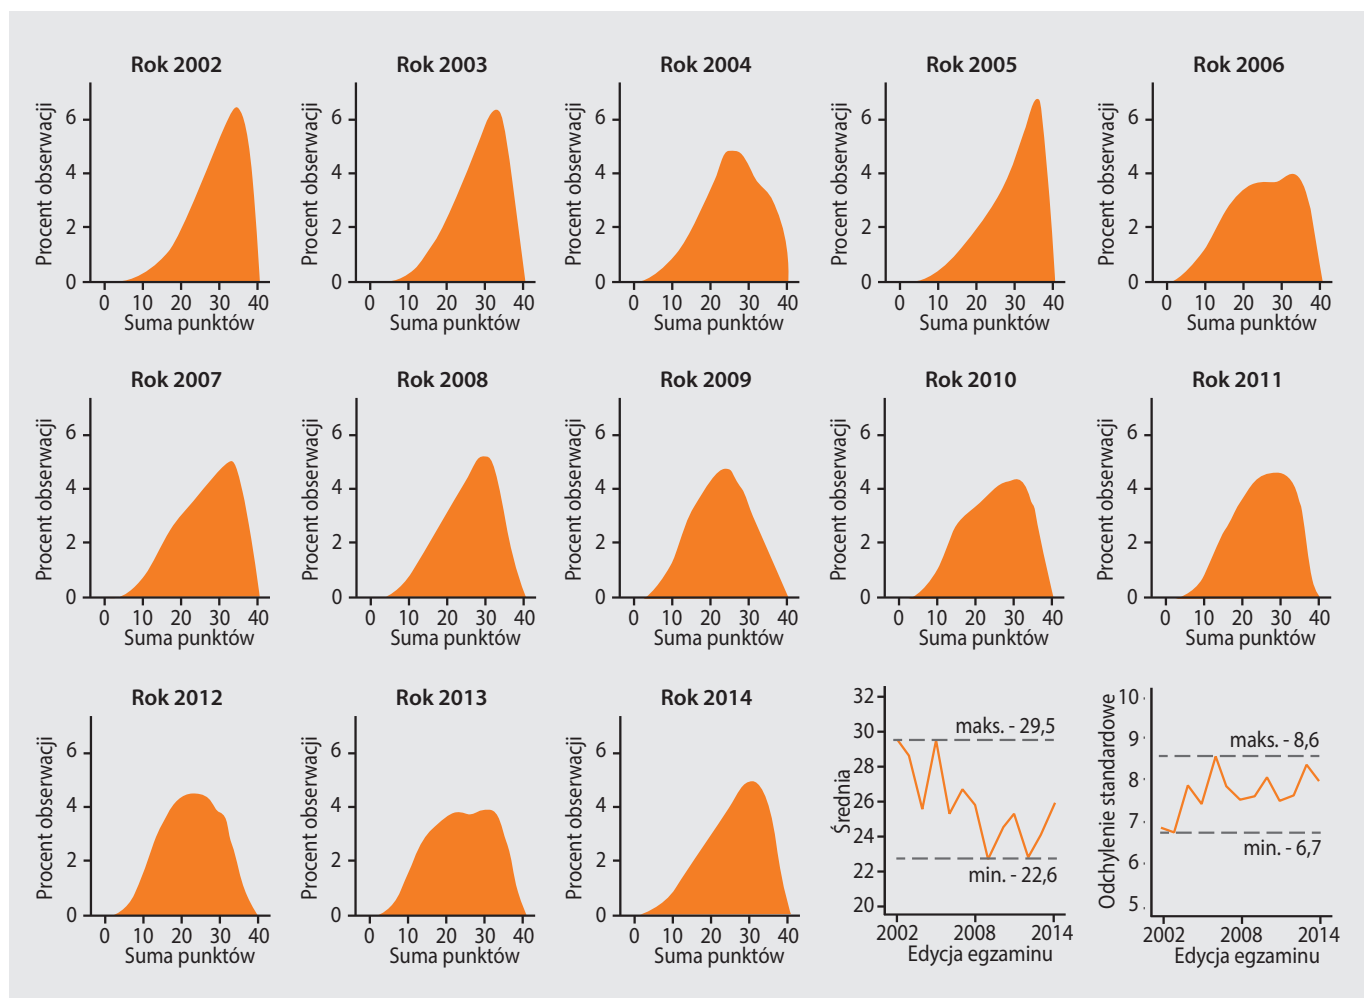 Rok 2002
Procent obserwacji
6
4
2
0
0 10 20 30 40
Suma punktów
Rok 2003
Procent obserwacji
6
4
2
0
0 10 20 30 40
Suma punktów
Rok 2004
Procent obserwacji
6
4
2
0
0 10 20 30 40
Suma punktów
Rok 2005
Procent obserwacji
6
4
2
0
0 10 20 30 40
Suma punktów
Rok 2006
Procent obserwacji
6
4
2
0
0 10 20 30 40
Suma punktów
Rok 2007
Procent obserwacji
6
4
2
0
0 10 20 30 40
Suma punktów
Rok 2008
Procent obserwacji
6
4
2
0
0 10 20 30 40
Suma punktów
Rok 2009
Procent obserwacji
6
4
2
0
0 10 20 30 40
Suma punktów
Rok 2010
Procent obserwacji
6
4
2
0
0 10 20 30 40
Suma punktów
Rok 2011
Procent obserwacji
6
4
2
0
0 10 20 30 40
Suma punktów
Rok 2012
Procent obserwacji
6
4
2
0
0 10 20 30 40
Suma punktów
Rok 2013
Procent obserwacji
6
4
2
0
0 10 20 30 40
Suma punktów
Rok 2014
Procent obserwacji
6
4
2
0
0 10 20 30 40
Suma punktów
Średnia
32
30
28
26
24
22
20
maks. - 29,5
min. - 22,6
2002 2008 2014
Edycja egzaminu
Odchylenie standardowe
10
9
8
7
6
5
maks. - 8,6
min. - 6,7
2002 2008 2014
Edycja egzaminu